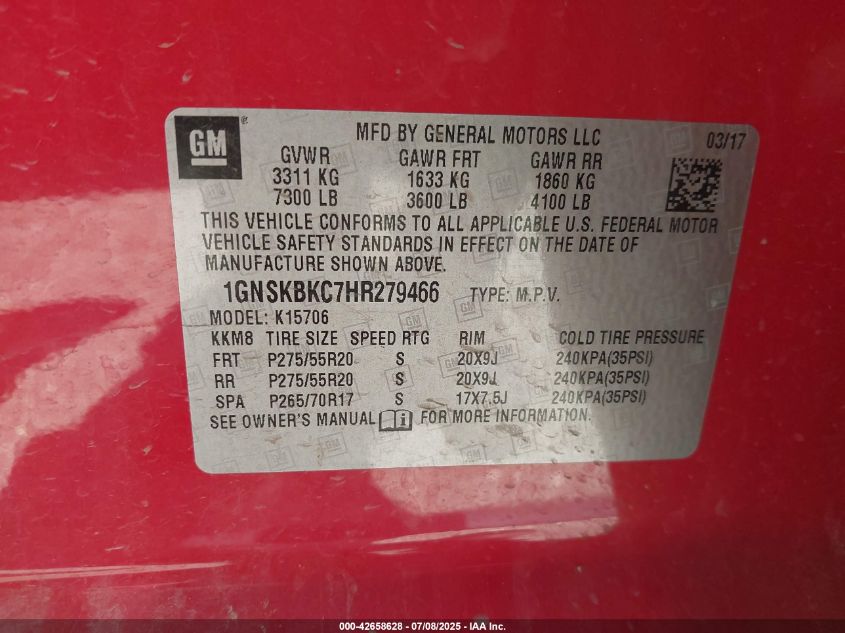 GM ®
MFD BY GENERAL MOTORS LLC 03/17
GVWR GAWR FRT GAWR RR
3311 KG 1633 KG 1860 KG
7300 LB 3600 LB 4100 LB
THIS VEHICLE CONFORMS TO ALL APPLICABLE U.S. FEDERAL MOTOR
VEHICLE SAFETY STANDARDS IN EFFECT ON THE DATE OF
MANUFACTURE SHOWN ABOVE.
1GNSKBKC7HR279466 TYPE: M.P.V.
MODEL: K15706
KKM8 TIRE SIZE SPEED RTG RIM COLD TIRE PRESSURE
FRT P275/55R20 S 20X9J 240KPA(35PSI)
RR P275/55R20 S 20X9J 240KPA(35PSI)
SPA P265/70R17 S 17X7.5J 240KPA(35PSI)
SEE OWNER'S MANUAL FOR MORE INFORMATION.
000-42658628 - 07/08/2025 - IAA Inc.